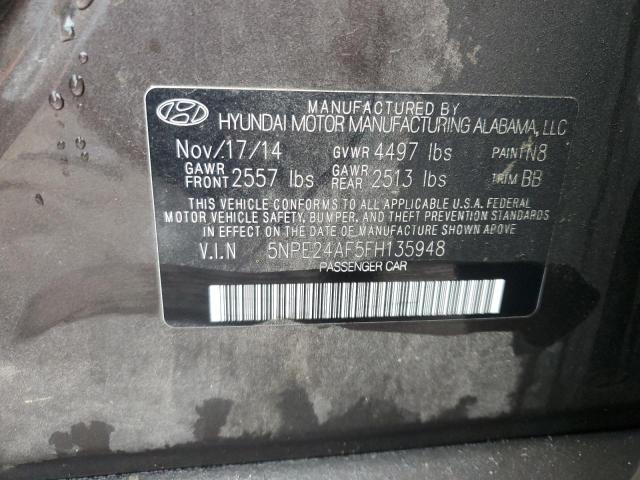 MANUFACTURED BY
HYUNDAI MOTOR MANUFACTURING ALABAMA, LLC
Nov/17/14 GVWR 4497 lbs PAINT N8
GAWR FRONT 2557 lbs GAWR REAR 2513 lbs TRIM BB
THIS VEHICLE CONFORMS TO ALL APPLICABLE U.S.A. FEDERAL
MOTOR VEHICLE SAFETY, BUMPER, AND THEFT PREVENTION STANDARDS
IN EFFECT ON THE DATE OF MANUFACTURE SHOWN ABOVE.
V.I.N 5NPE24AF5FH135948
PASSENGER CAR